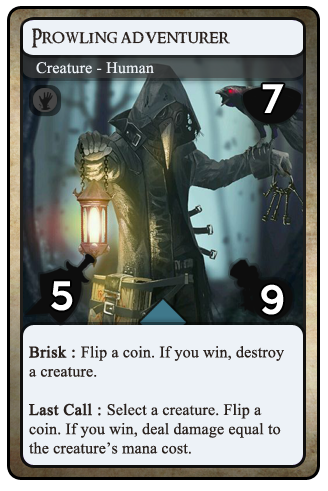 PROWLING ADVENTURER
Creature - Human
7
5
9
Brisk : Flip a coin. If you win, destroy
a creature.
Last Call : Select a creature. Flip a
coin. If you win, deal damage equal to
the creature’s mana cost.